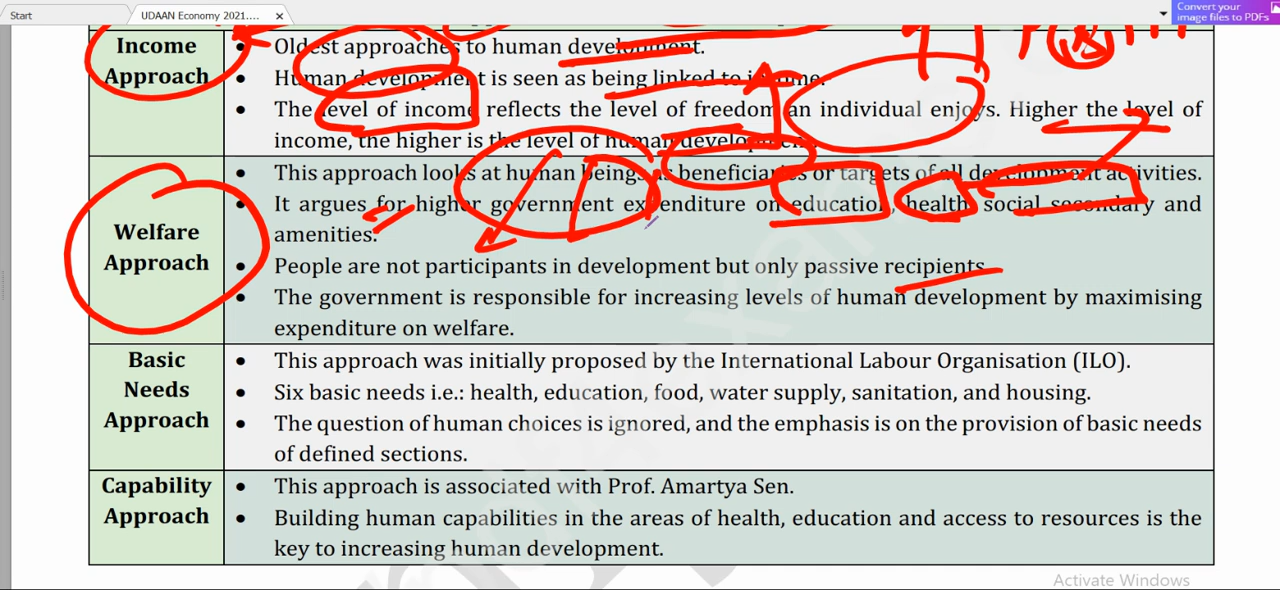 Start
UDAAN Economy 2021.... ×
Convert your
image files to PDFs
Income
Approach
• Oldest approaches to human development.
• Human development is seen as being linked to income.
• The level of income reflects the level of freedom an individual enjoys. Higher the level of
income, the higher is the level of human development.
Welfare
Approach
• This approach looks at human beings as beneficiaries or targets of all development activities.
• It argues for higher government expenditure on education, health, social secondary and
amenities.
• People are not participants in development but only passive recipients.
• The government is responsible for increasing levels of human development by maximising
expenditure on welfare.
Basic
Needs
Approach
• This approach was initially proposed by the International Labour Organisation (ILO).
• Six basic needs i.e.: health, education, food, water supply, sanitation, and housing.
• The question of human choices is ignored, and the emphasis is on the provision of basic needs
of defined sections.
Capability
Approach
• This approach is associated with Prof. Amartya Sen.
• Building human capabilities in the areas of health, education and access to resources is the
key to increasing human development.
Activate Windows